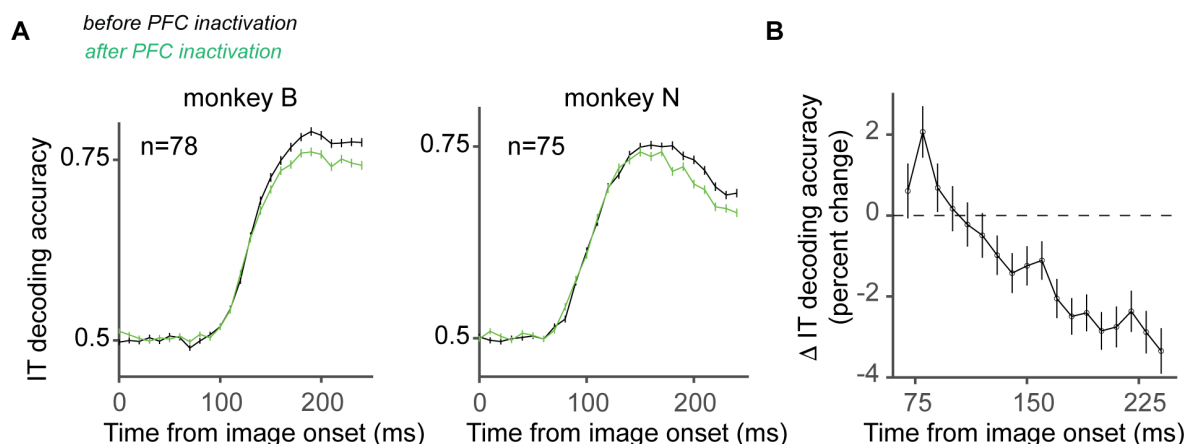 A
before PFC inactivation
after PFC inactivation
B
monkey B
monkey N
n=78
n=75
IT decoding accuracy
0.75
0.5
0.75
0.5
0
100
200
0
100
200
Time from image onset (ms)
Time from image onset (ms)
Δ IT decoding accuracy
(percent change)
2
0
-2
-4
75
150
225
Time from image onset (ms)